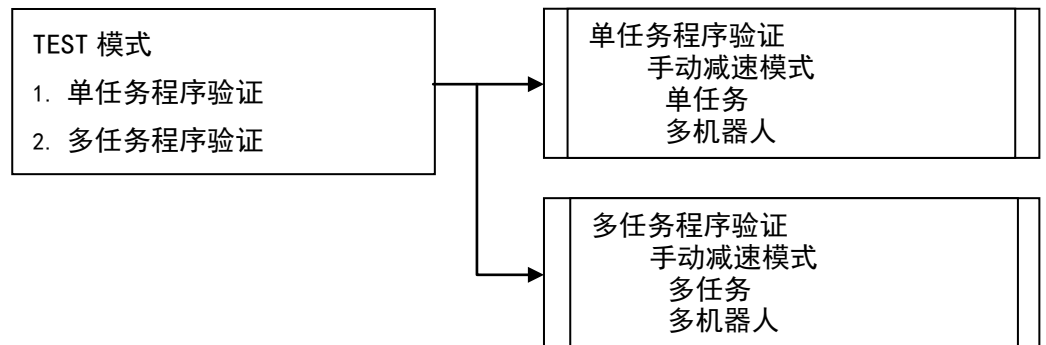 TEST 模式
1. 单任务程序验证
2. 多任务程序验证
单任务程序验证
手动减速模式
单任务
多机器人
多任务程序验证
手动减速模式
多任务
多机器人